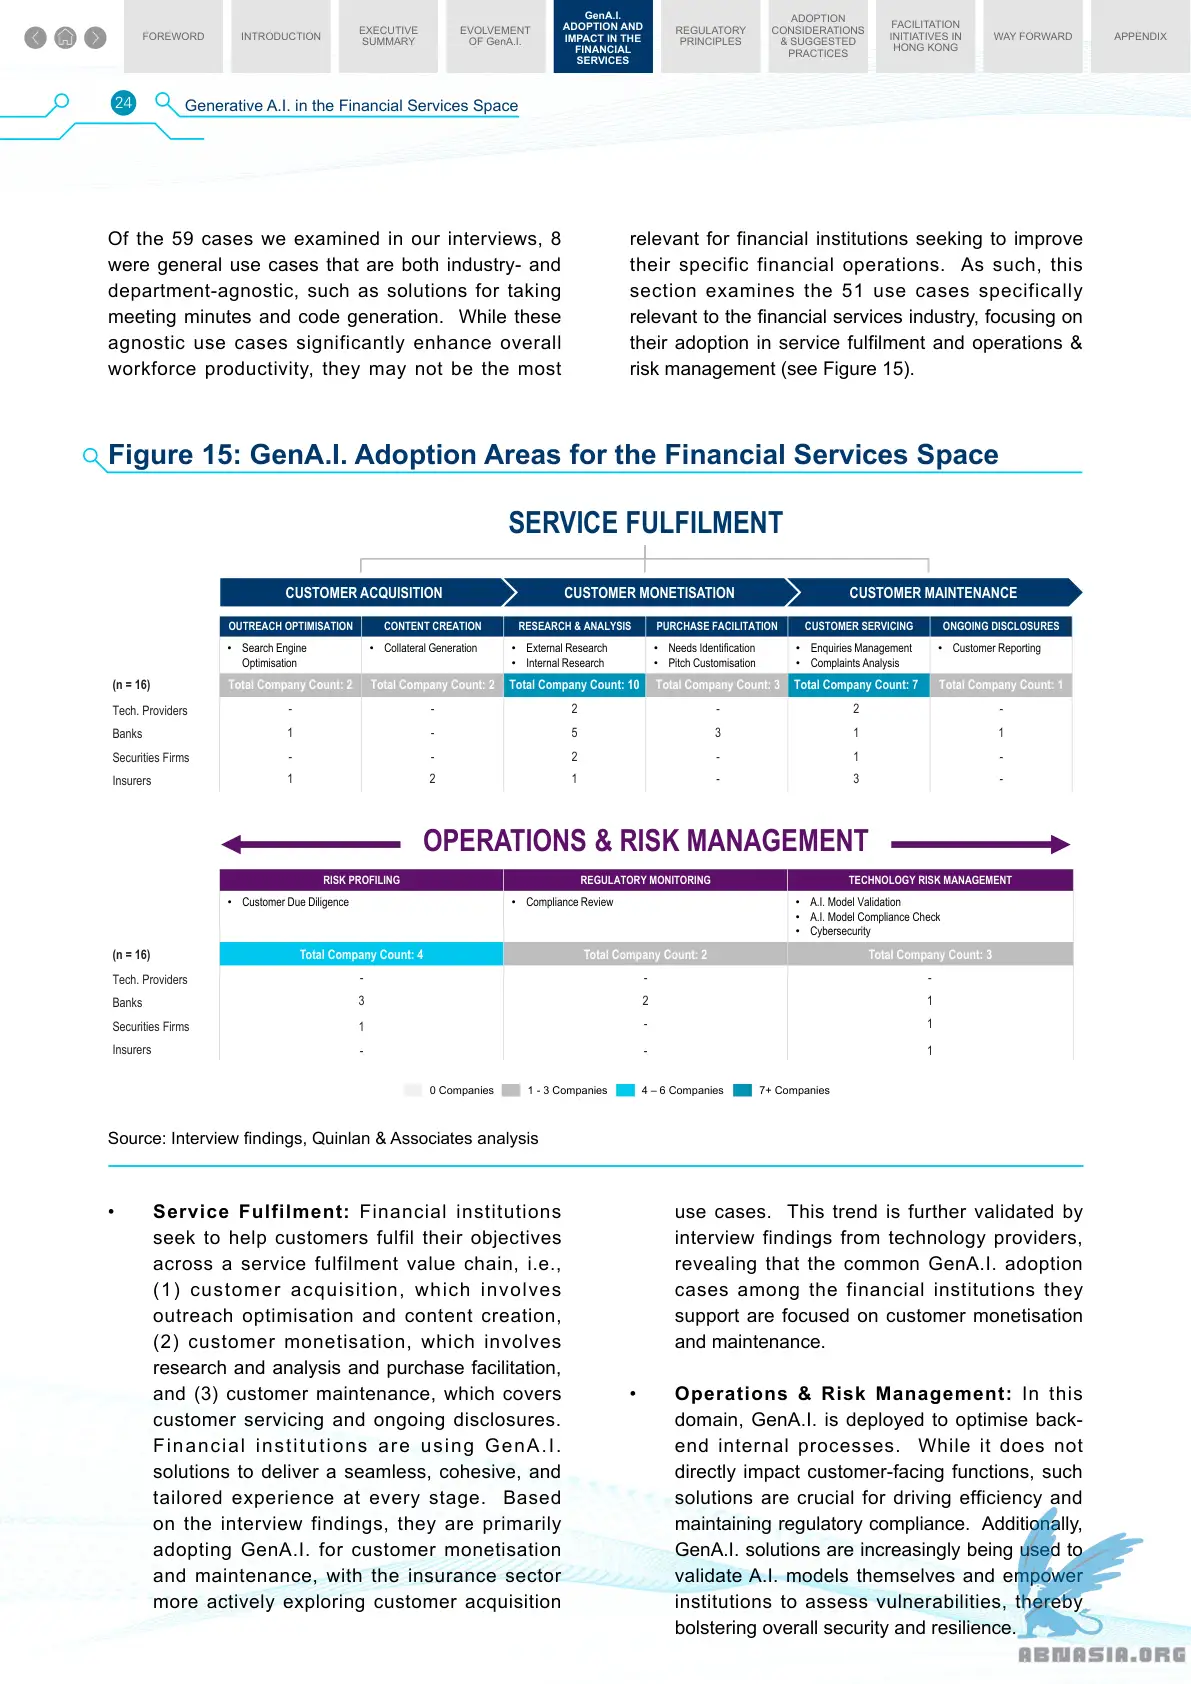 FOREWORD
INTRODUCTION
EXECUTIVE
SUMMARY
EVOLVEMENT
OF GenA.I.
GenA.I.
ADOPTION AND
IMPACT IN THE
FINANCIAL
SERVICES
REGULATORY
PRINCIPLES
ADOPTION
CONSIDERATIONS
& SUGGESTED
PRACTICES
FACILITATION
INITIATIVES IN
HONG KONG
WAY FORWARD
APPENDIX
24
Generative A.I. in the Financial Services Space
Of the 59 cases we examined in our interviews, 8
were general use cases that are both industry- and
department-agnostic, such as solutions for taking
meeting minutes and code generation. While these
agnostic use cases significantly enhance overall
workforce productivity, they may not be the most
relevant for financial institutions seeking to improve
their specific financial operations. As such, this
section examines the 51 use cases specifically
relevant to the financial services industry, focusing on
their adoption in service fulfilment and operations &
risk management (see Figure 15).
Figure 15: GenA.I. Adoption Areas for the Financial Services Space
SERVICE FULFILMENT
CUSTOMER ACQUISITION
CUSTOMER MONETISATION
CUSTOMER MAINTENANCE
OUTREACH OPTIMISATION CONTENT CREATION RESEARCH & ANALYSIS PURCHASE FACILITATION CUSTOMER SERVICING ONGOING DISCLOSURES
• Search Engine
Optimisation
• Collateral Generation
• External Research
• Internal Research
• Needs Identification
• Pitch Customisation
• Enquiries Management
• Complaints Analysis
• Customer Reporting
(n = 16) Total Company Count: 2 Total Company Count: 2 Total Company Count: 10 Total Company Count: 3 Total Company Count: 7 Total Company Count: 1
Tech. Providers - - 2 - 2 -
Banks 1 - 5 3 1 1
Securities Firms - - 2 - 1 -
Insurers 1 2 1 - 3 -
OPERATIONS & RISK MANAGEMENT
RISK PROFILING REGULATORY MONITORING TECHNOLOGY RISK MANAGEMENT
• Customer Due Diligence
• Compliance Review
• A.I. Model Validation
• A.I. Model Compliance Check
• Cybersecurity
(n = 16) Total Company Count: 4 Total Company Count: 2 Total Company Count: 3
Tech. Providers - - -
Banks 3 2 1
Securities Firms 1 - 1
Insurers - - 1
0 Companies 1 - 3 Companies 4 – 6 Companies 7+ Companies
Source: Interview findings, Quinlan & Associates analysis
• Service Fulfilment: Financial institutions
seek to help customers fulfil their objectives
across a service fulfilment value chain, i.e.,
(1) customer acquisition, which involves
outreach optimisation and content creation,
(2) customer monetisation, which involves
research and analysis and purchase facilitation,
and (3) customer maintenance, which covers
customer servicing and ongoing disclosures.
Financial institutions are using GenA.I.
solutions to deliver a seamless, cohesive, and
tailored experience at every stage. Based
on the interview findings, they are primarily
adopting GenA.I. for customer monetisation
and maintenance, with the insurance sector
more actively exploring customer acquisition
use cases. This trend is further validated by
interview findings from technology providers,
revealing that the common GenA.I. adoption
cases among the financial institutions they
support are focused on customer monetisation
and maintenance.
• Operations & Risk Management: In this
domain, GenA.I. is deployed to optimise back-
end internal processes. While it does not
directly impact customer-facing functions, such
solutions are crucial for driving efficiency and
maintaining regulatory compliance. Additionally,
GenA.I. solutions are increasingly being used to
validate A.I. models themselves and empower
institutions to assess vulnerabilities, thereby
bolstering overall security and resilience.
ABNASIA.ORG